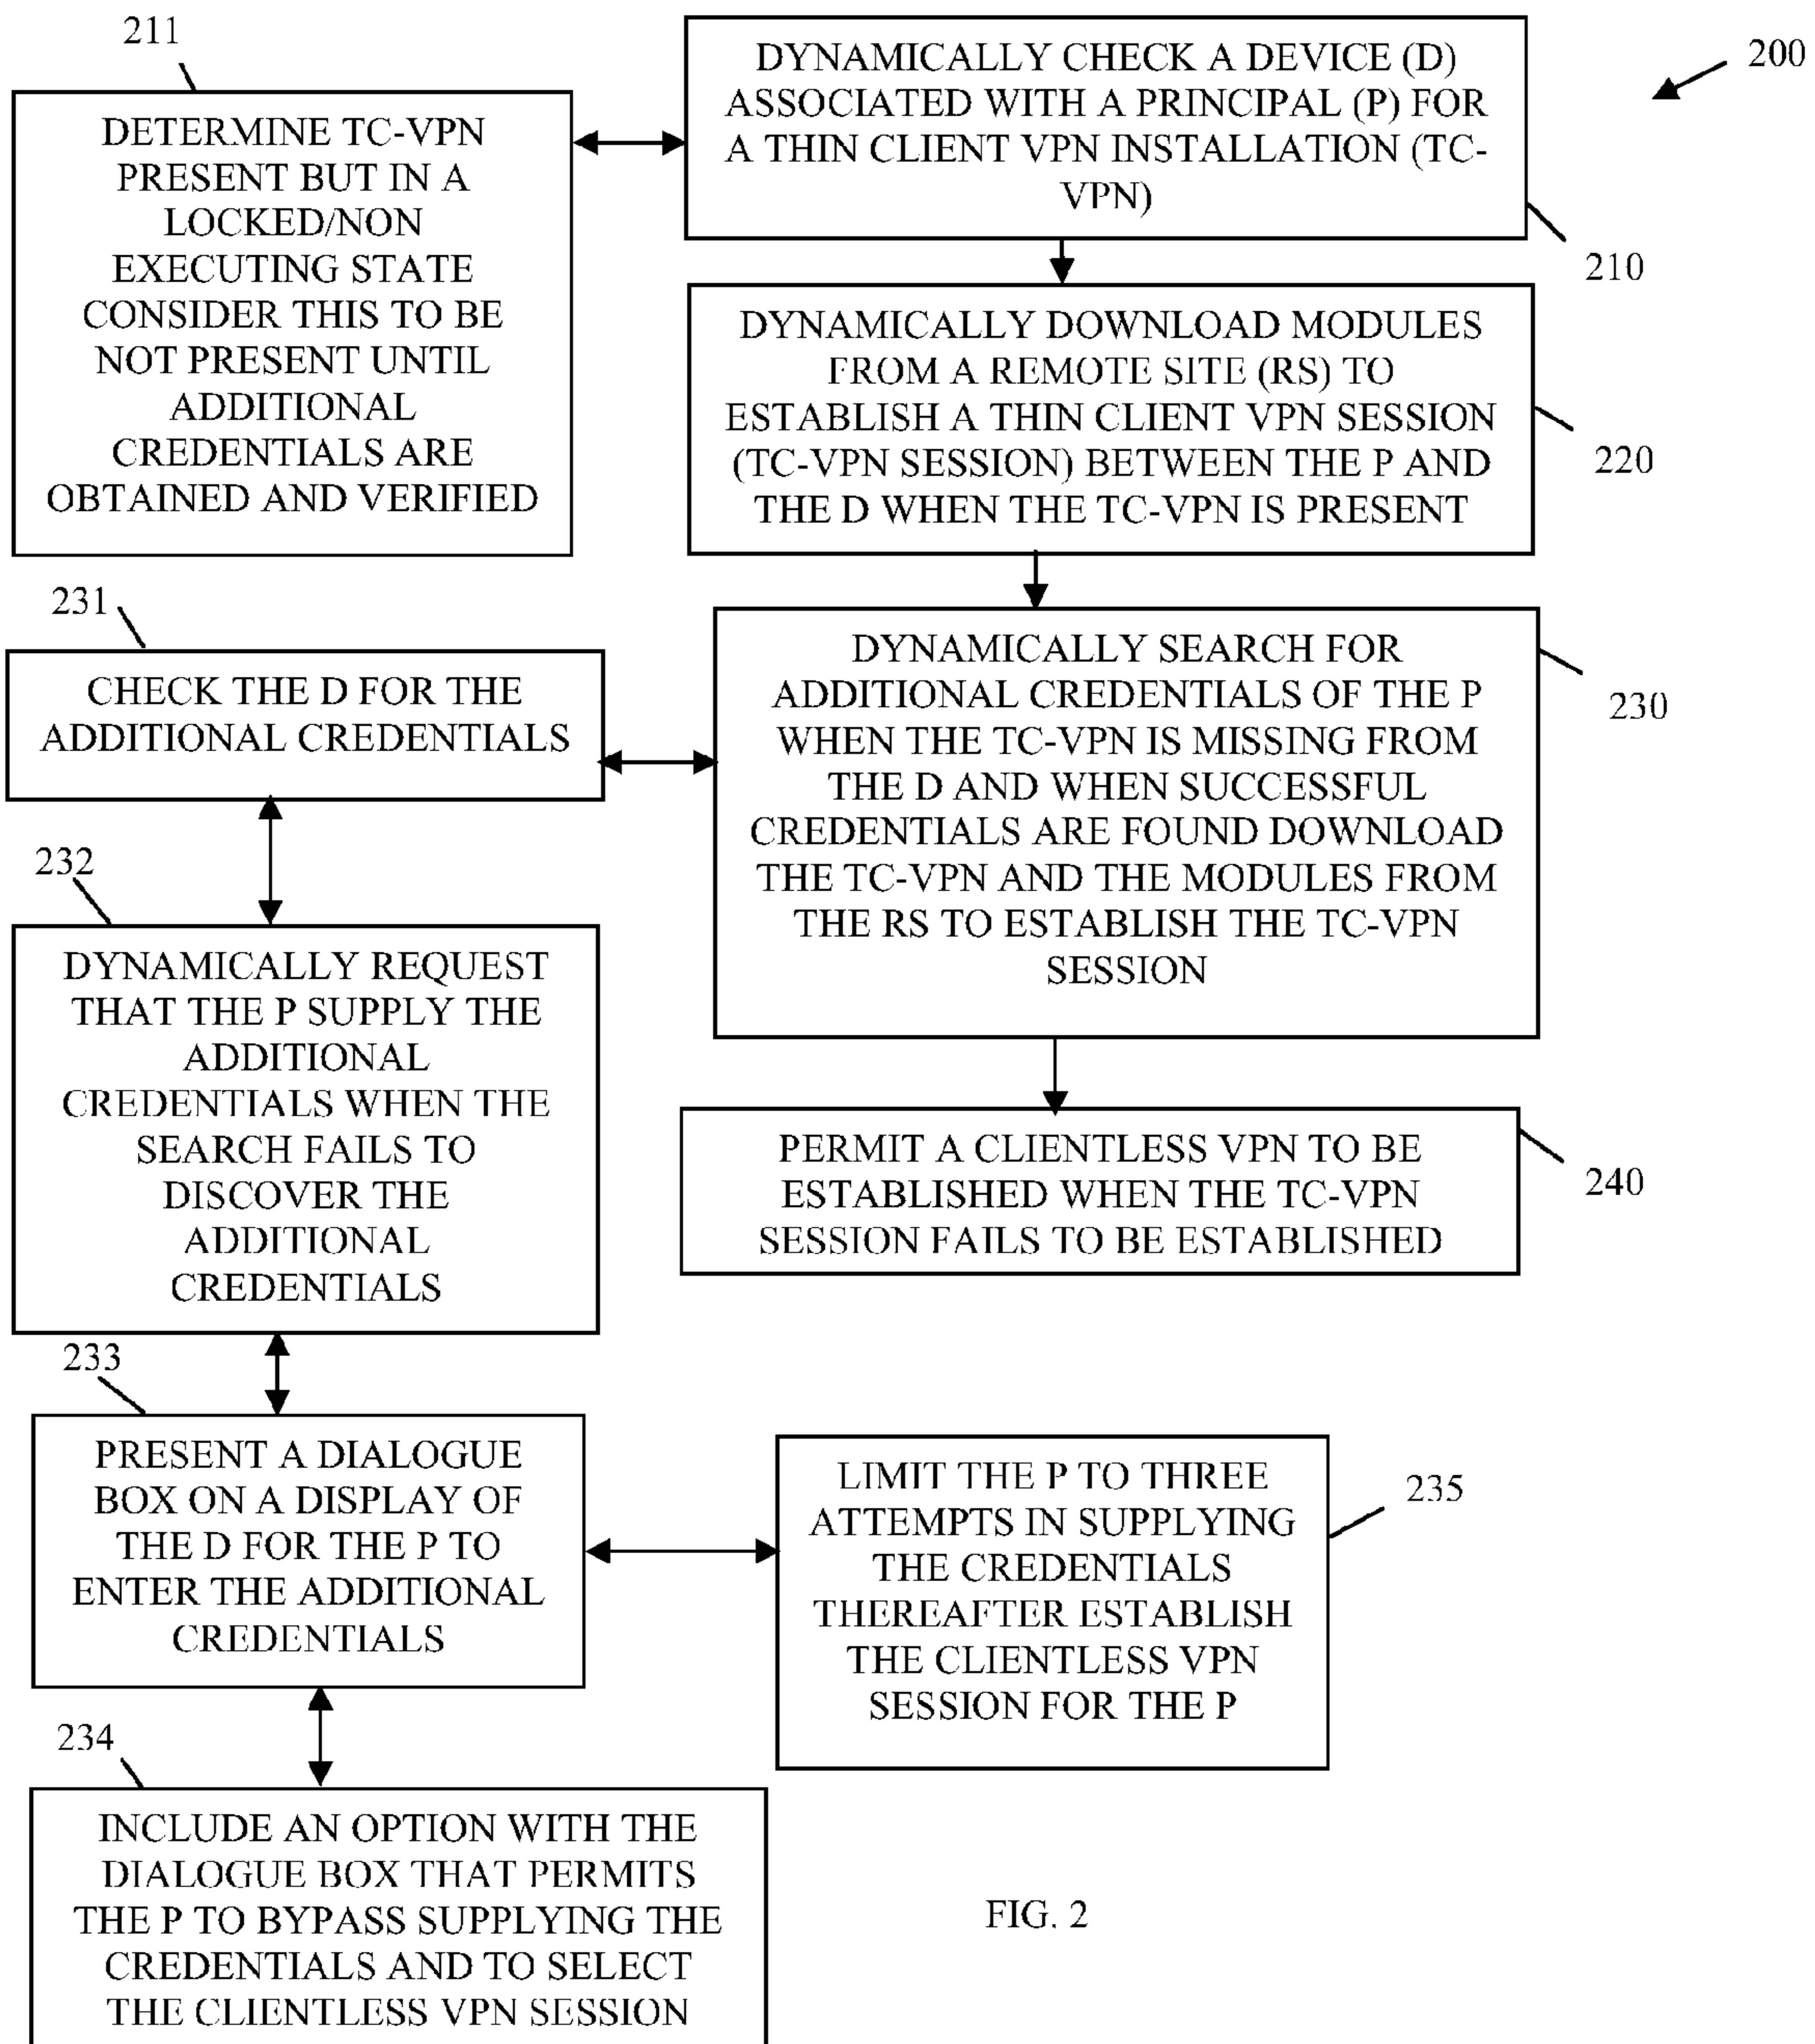 211
DYNAMICALLY CHECK A DEVICE (D)
ASSOCIATED WITH A PRINCIPAL (P) FOR
A THIN CLIENT VPN INSTALLATION (TC-
VPN)
200
210
DETERMINE TC-VPN
PRESENT BUT IN A
LOCKED/NON
EXECUTING STATE
CONSIDER THIS TO BE
NOT PRESENT UNTIL
ADDITIONAL
CREDENTIALS ARE
OBTAINED AND VERIFIED
DYNAMICALLY DOWNLOAD MODULES
FROM A REMOTE SITE (RS) TO
ESTABLISH A THIN CLIENT VPN SESSION
(TC-VPN SESSION) BETWEEN THE P AND
THE D WHEN THE TC-VPN IS PRESENT
220
231
CHECK THE D FOR THE
ADDITIONAL CREDENTIALS
DYNAMICALLY SEARCH FOR
ADDITIONAL CREDENTIALS OF THE P
WHEN THE TC-VPN IS MISSING FROM
THE D AND WHEN SUCCESSFUL
CREDENTIALS ARE FOUND DOWNLOAD
THE TC-VPN AND THE MODULES FROM
THE RS TO ESTABLISH THE TC-VPN
SESSION
230
232
DYNAMICALLY REQUEST
THAT THE P SUPPLY THE
ADDITIONAL
CREDENTIALS WHEN THE
SEARCH FAILS TO
DISCOVER THE
ADDITIONAL
CREDENTIALS
PERMIT A CLIENTLESS VPN TO BE
ESTABLISHED WHEN THE TC-VPN
SESSION FAILS TO BE ESTABLISHED
240
233
PRESENT A DIALOGUE
BOX ON A DISPLAY OF
THE D FOR THE P TO
ENTER THE ADDITIONAL
CREDENTIALS
LIMIT THE P TO THREE
ATTEMPTS IN SUPPLYING
THE CREDENTIALS
THEREAFTER ESTABLISH
THE CLIENTLESS VPN
SESSION FOR THE P
235
234
INCLUDE AN OPTION WITH THE
DIALOGUE BOX THAT PERMITS
THE P TO BYPASS SUPPLYING THE
CREDENTIALS AND TO SELECT
THE CLIENTLESS VPN SESSION
FIG. 2